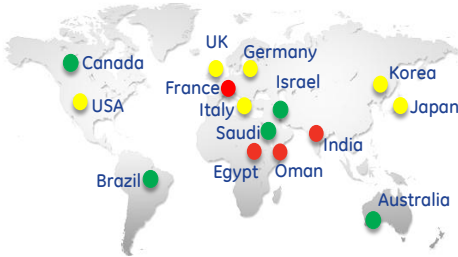 UK
Germany
Canada
Israel
Korea
France
USA
Italy
Japan
Saudi
India
Egypt
Oman
Brazil
Australia